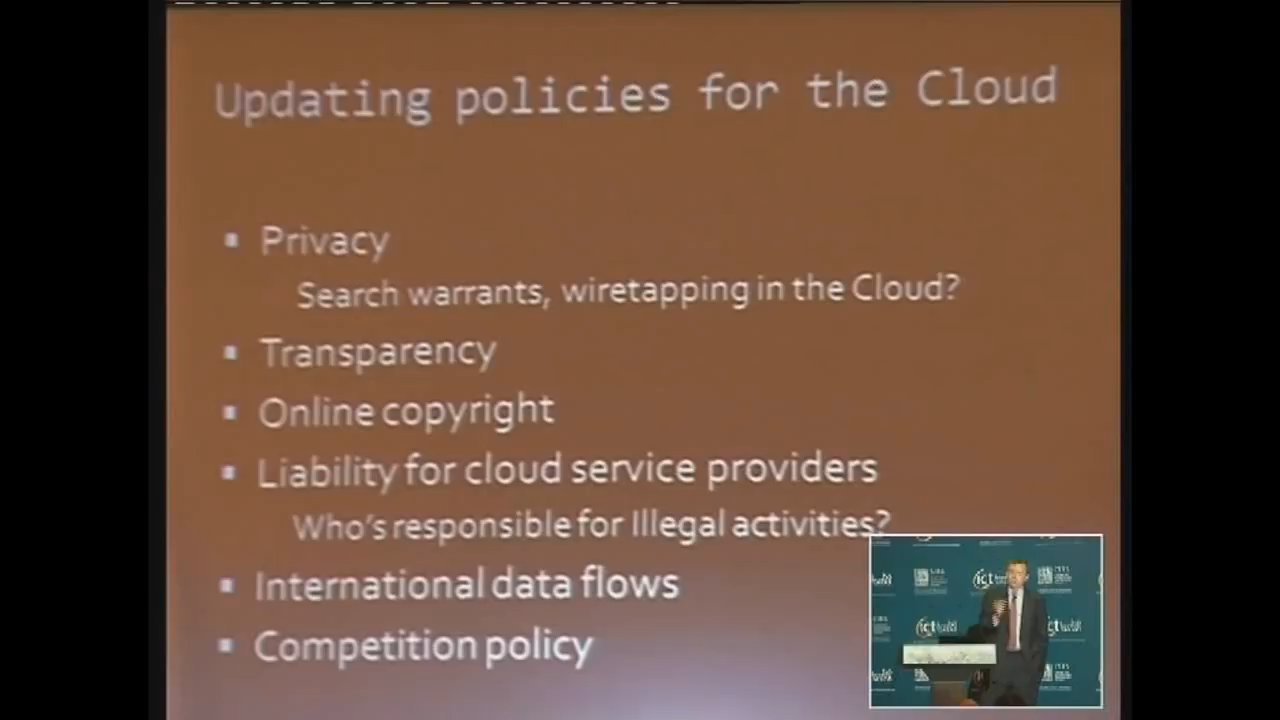 Updating policies for the Cloud
Privacy
Search warrants, wiretapping in the Cloud?
Transparency
Online copyright
Liability for cloud service providers
Who's responsible for Illegal activities?
International data flows
Competition policy
ict